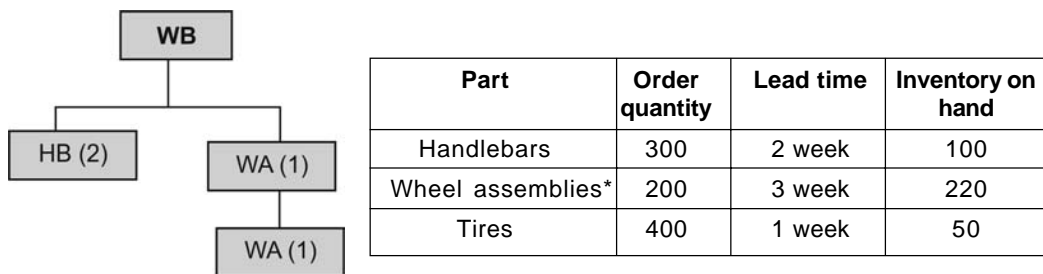 WB
HB (2)
WA (1)
WA (1)
Part Order quantity Lead time Inventory on hand
Handlebars 300 2 week 100
Wheel assemblies* 200 3 week 220
Tires 400 1 week 50